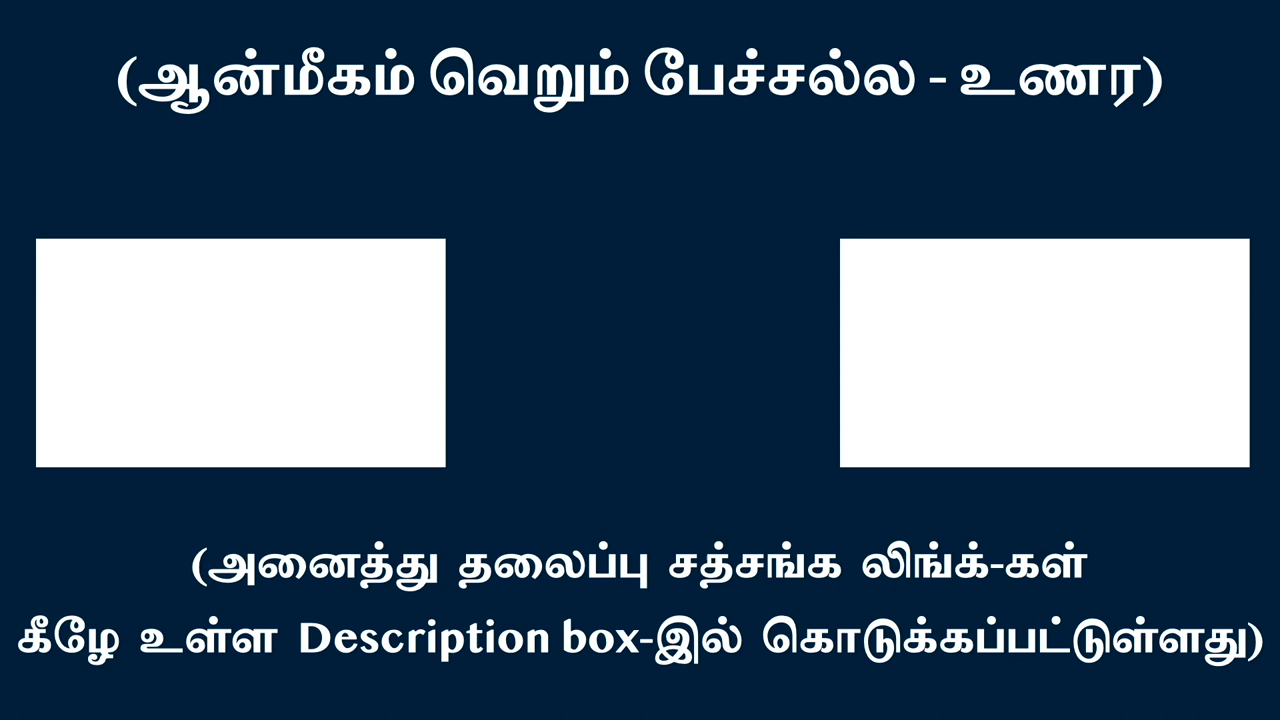 (ஆன்மீகம் வெறும் பேச்சல்ல - உணர)
(அனைத்து தலைப்பு சத்சங்க லிங்க்-கள்
கீழே உள்ள Description box-இல் கொடுக்கப்பட்டுள்ளது)